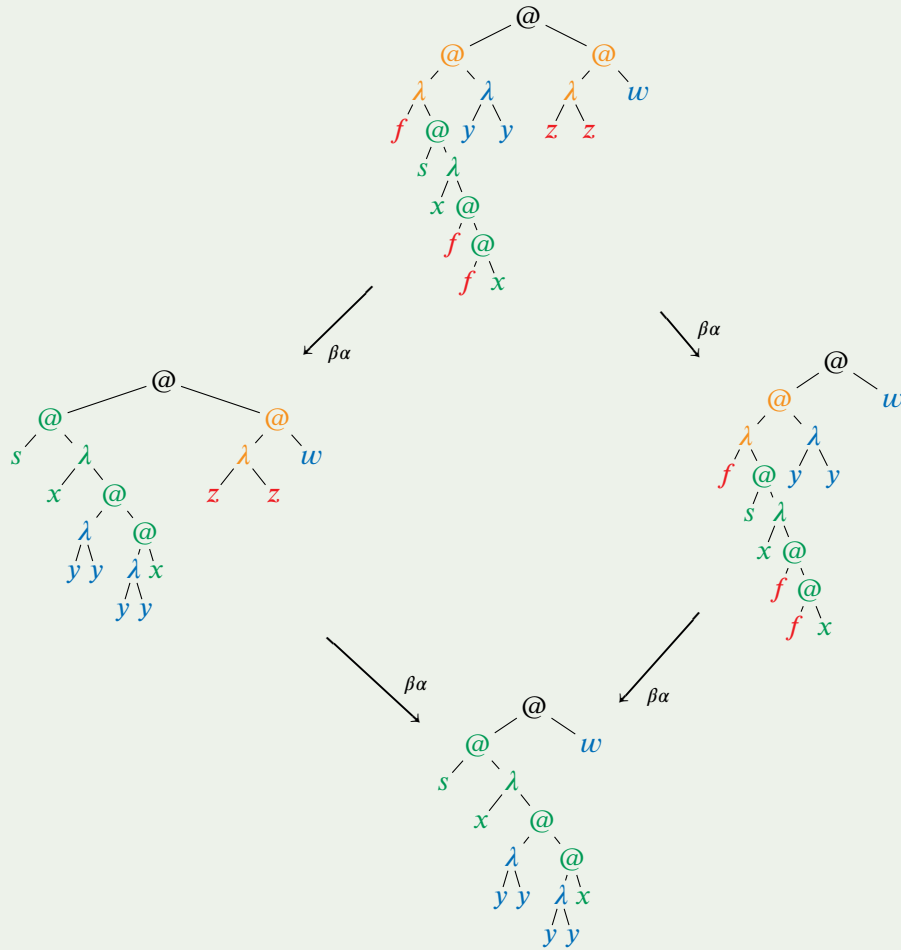 @
@ @
λ λ λ w
f @ y y z z
s λ
x @
f @
f x
βα βα
@
@ @
s λ λ w
x @ z z
λ @
y y λ x
y y
@
@ w
λ λ
f @ y y
s λ
x @
f @
f x
βα βα
@
@ w
s λ
x @
λ @
y y λ x
y y